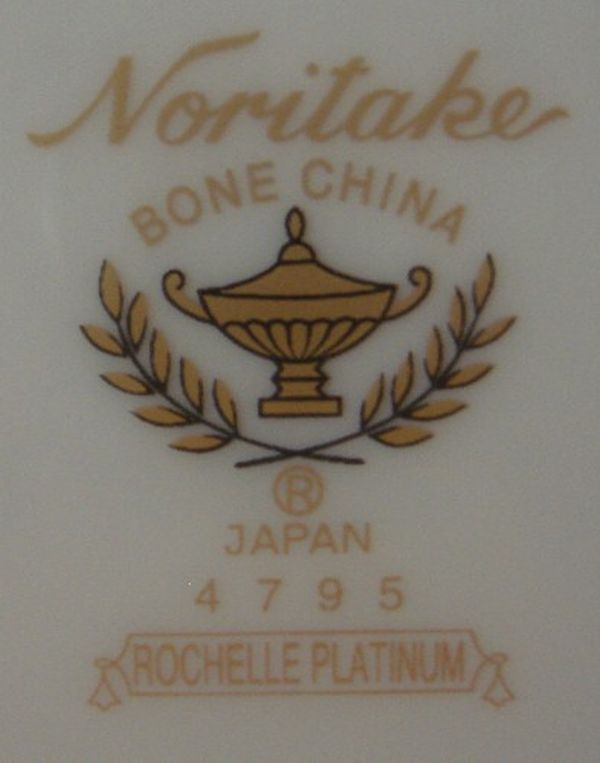 Noritake
BONE CHINA
®
JAPAN
4795
ROCHELLE PLATINUM